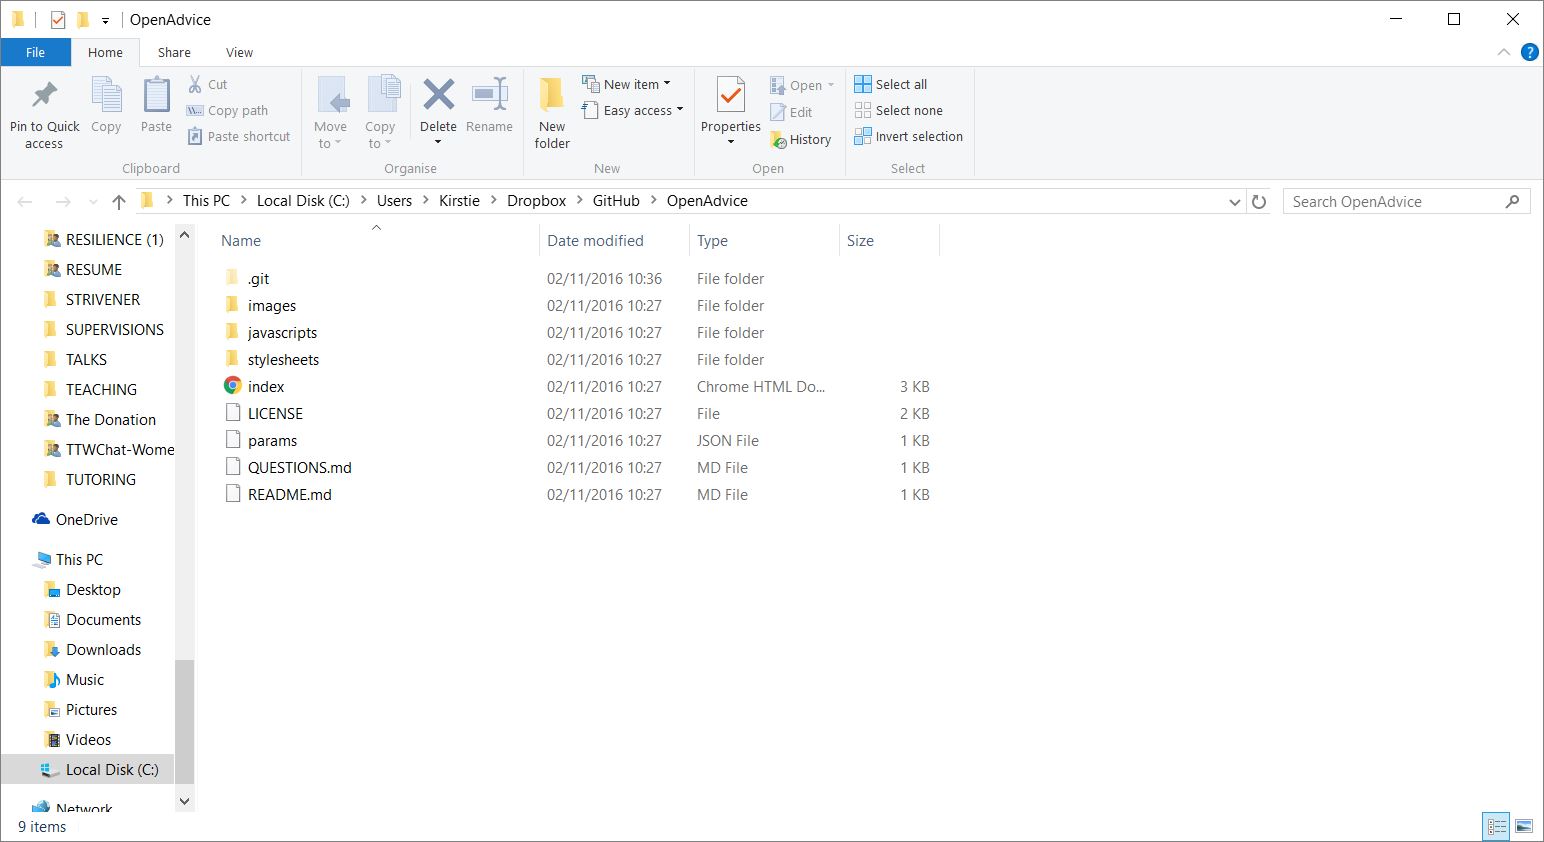 OpenAdvice
File Home Share View
Pin to Quick access
Copy
Paste
Cut
Copy path
Paste shortcut
Clipboard
Move to
Copy to
Delete
Rename
Organise
New folder
New item
Easy access
New
Properties
Open
Edit
History
Open
Select all
Select none
Invert selection
Select
This PC Local Disk (C:) Users Kirstie Dropbox GitHub OpenAdvice
Search OpenAdvice
RESILIENCE (1)
RESUME
STRIVENER
SUPERVISIONS
TALKS
TEACHING
The Donation
TTWChat-Wome
TUTORING
OneDrive
This PC
Desktop
Documents
Downloads
Music
Pictures
Videos
Local Disk (C:)
Network
Name Date modified Type Size
.git 02/11/2016 10:36 File folder
images 02/11/2016 10:27 File folder
javascripts 02/11/2016 10:27 File folder
stylesheets 02/11/2016 10:27 File folder
index 02/11/2016 10:27 Chrome HTML Do... 3 KB
LICENSE 02/11/2016 10:27 File 2 KB
params 02/11/2016 10:27 JSON File 1 KB
QUESTIONS.md 02/11/2016 10:27 MD File 1 KB
README.md 02/11/2016 10:27 MD File 1 KB
9 items